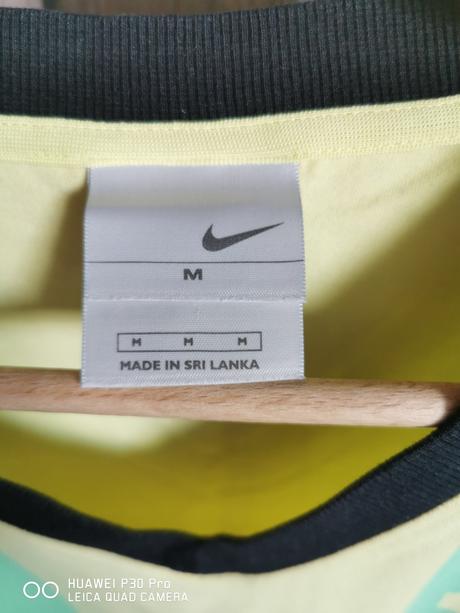 M
M M M
MADE IN SRI LANKA
HUAWEI P30 Pro
LEICA QUAD CAMERA